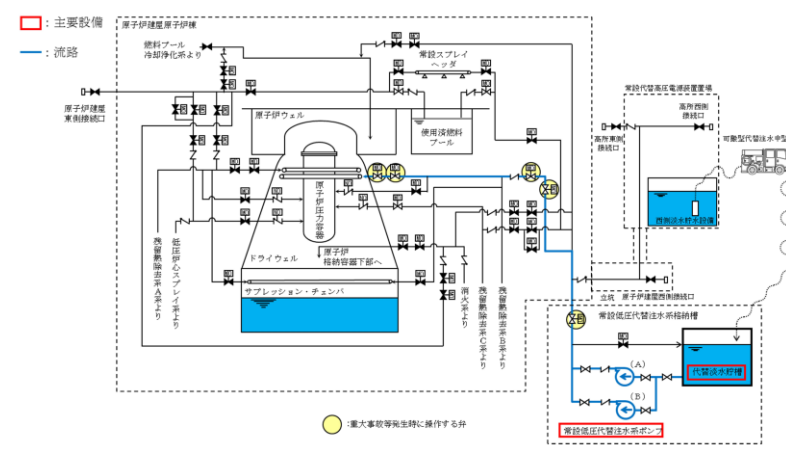 ：主要設備
：流路
原子炉建屋原子炉棟
燃料プール
冷却浄化系より
常設スプレイ
ヘッダ
原子炉建屋
東側接続口
原子炉ウェル
使用済燃料
プール
常設代替高圧電源装置置場
高所西側
接続口
高所東側
接続口
可搬型代替注水中型
西側淡水貯水設備
原子炉圧力容器
ドライウェル
原子炉
格納容器下部へ
サプレッション・チェンバ
残留熱除去系A系より
低圧炉心スプレイ系より
消火系より
残留熱除去系C系より
残留熱除去系B系より
立坑
原子炉建屋西側接続口
常設低圧代替注水系格納槽
(A)
代替淡水貯槽
(B)
常設低圧代替注水系ポンプ
：重大事故等発生時に操作する弁